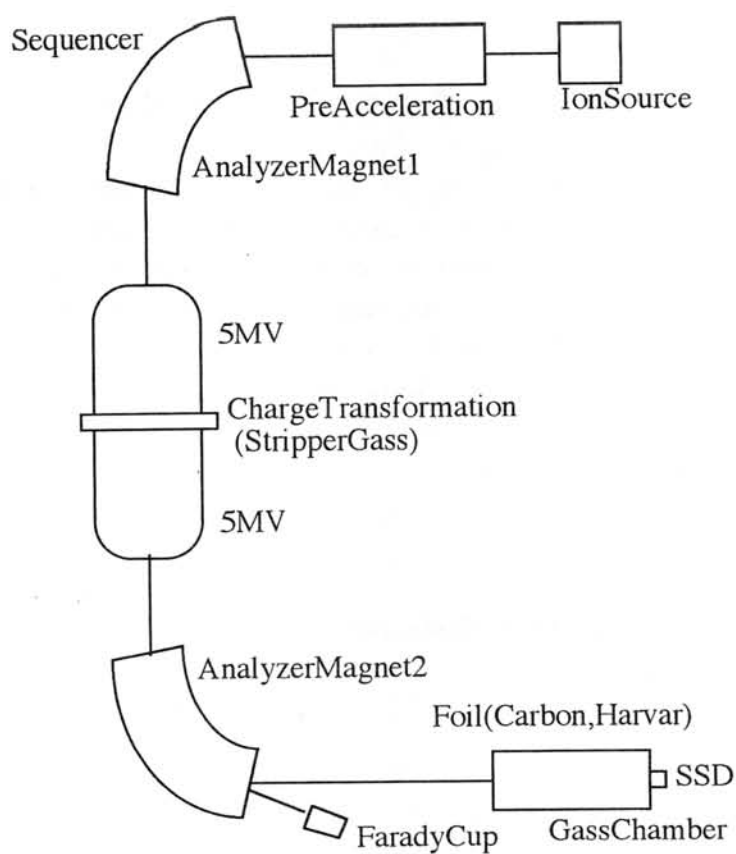 Sequencer
PreAcceleration
IonSource
AnalyzerMagnet1
5MV
ChargeTransformation
(StripperGass)
5MV
AnalyzerMagnet2
Foil(Carbon,Harvar)
SSD
GassChamber
FaradyCup